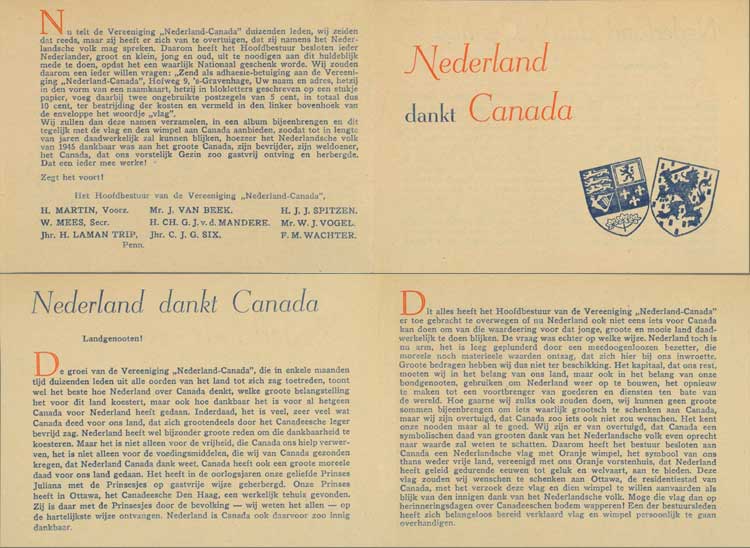 Nu telt de Vereeniging „Nederland-Canada” duizenden leden, wij zeiden
dat reeds, maar zij heeft er zich van te overtuigen, dat zij namens het Neder-
landsche volk mag spreken. Daarom heeft het Hoofdbestuur besloten ieder
Nederlander, groot en klein, jong en oud, uit te noodigen aan dit huldeblijk
mede te doen, opdat het een waarlijk Nationaal geschenk worde. Wij zouden
daarom een ieder willen vragen: „Zend als adhaesie-betuiging aan de Vereeni-
ging „Nederland-Canada”, Hofweg 9, 's-Gravenhage, Uw naam en adres, hetzij
in den vorm van een naamkaart, hetzij in blokletters geschreven op een stukje
papier, voeg daarbij twee ongebruikte postzegels van 5 cent, in totaal dus
10 cent, ter bestrijding der kosten en vermeld in den linker bovenhoek van
de enveloppe het woordje „vlag”.
Wij zullen dan deze namen verzamelen, in een album bijeenbrengen en dit
tegelijk met de vlag en den wimpel aan Canada aanbieden, zoodat tot in lengte
van jaren daadwerkelijk zal kunnen blijken, hoezeer het Nederlandsche volk
van 1945 dankbaar was aan het groote Canada, zijn bevrijder, zijn weldoener,
het Canada, dat ons vorstelijk Gezin zoo gastvrij ontving en herbergde.
Dat een ieder mee werke!
Zegt het voort!
Het Hoofdbestuur van de Vereeniging „Nederland-Canada”,
H. MARTIN, Voorz. Mr. J. VAN BEEK. H. J. J. SPITZEN.
W. MEES, Secr. H. CH. G. J. v. d. MANDERE. Mr. W. J. VOGEL.
Jhr. H. LAMAN TRIP, Jhr. C. J. G. SIX. F. M. WACHTER.
Penn.
Nederland
dankt Canada
Nederland dankt Canada
Landgenooten!
De groei van de Vereeniging „Nederland-Canada”, die in enkele maanden
tijd duizenden leden uit alle oorden van het land tot zich zag toetreden, toont
wel het beste hoe Nederland over Canada denkt, welke groote belangstelling
het voor dit land koestert, maar ook hoe dankbaar het is voor al hetgeen
Canada voor Nederland heeft gedaan. Inderdaad, het is veel, zeer veel wat
Canada deed voor ons land, dat zich grootendeels door het Canadeesche leger
bevrijd zag. Nederland heeft wel bijzonder groote reden om die dankbaarheid te
koesteren. Maar het is niet alleen voor de vrijheid, die Canada ons hielp verwer-
ven, het is niet alleen voor de voedingsmiddelen, die wij van Canada gezonden
kregen, dat Nederland Canada dank weet, Canada heeft ook een groote moreele
daad voor ons land gedaan. Het heeft in de oorlogsjaren onze geliefde Prinses
Juliana met de Prinsesjes op gastvrije wijze geherbergd. Onze Prinses
heeft in Ottawa, het Canadeesche Den Haag, een werkelijk tehuis gevonden.
Zij is daar met de Prinsesjes door de bevolking — wij weten het allen — op
de hartelijkste wijze ontvangen. Nederland is Canada ook daarvoor zoo innig
dankbaar.
Dit alles heeft het Hoofdbestuur van de Vereeniging „Nederland-Canada”
er toe gebracht te overwegen of nu Nederland ook niet eens iets voor Canada
kan doen om van die waardeering voor dat jonge, groote en mooie land daad-
werkelijk te doen blijken. De vraag was echter op welke wijze. Nederland toch is
nu arm, het is leeg geplunderd door een meedoogenloozen bezetter, die
moreele noch materieele waarden ontzag, dat zich hier bij ons inwroette.
Groote bedragen hebben wij dus niet ter beschikking. Het kapitaal, dat ons rest,
moeten wij in het belang van ons land, maar ook in het belang van onze
bondgenooten, gebruiken om Nederland weer op te bouwen, het opnieuw
te maken tot een voortbrenger van goederen en diensten ten bate van
de wereld. Hoe gaarne wij zulks ook zouden doen, wij kunnen geen groote
sommen bijeenbrengen om iets waarlijk grootsch te schenken aan Canada,
maar wij zijn overtuigd, dat Canada zoo iets ook niet zou wenschen. Het kent
onze nooden maar al te goed. Wij zijn er van overtuigd, dat Canada een
symbolischen daad van grooten dank van het Nederlandsche volk even oprecht
naar waarde zal weten te schatten. Daarom heeft het bestuur besloten aan
Canada een Nederlandsche vlag met Oranje wimpel, het symbool van ons
thans weder vrije land, vereenigd met ons Oranje vorstenhuis, dat Nederland
heeft geleid gedurende eeuwen tot geluk en welvaart, aan te bieden. Deze
vlag zouden wij wenschen te schenken aan Ottawa, de residentiestad van
Canada, met het verzoek deze vlag en dien wimpel te willen aanvaarden als
blijk van den innigen dank van het Nederlandsche volk. Moge die vlag dan op
herinneringsdagen over Canadeeschen bodem wapperen! Een der bestuursleden
heeft zich belangeloos bereid verklaard vlag en wimpel persoonlijk te gaan
overhandigen.